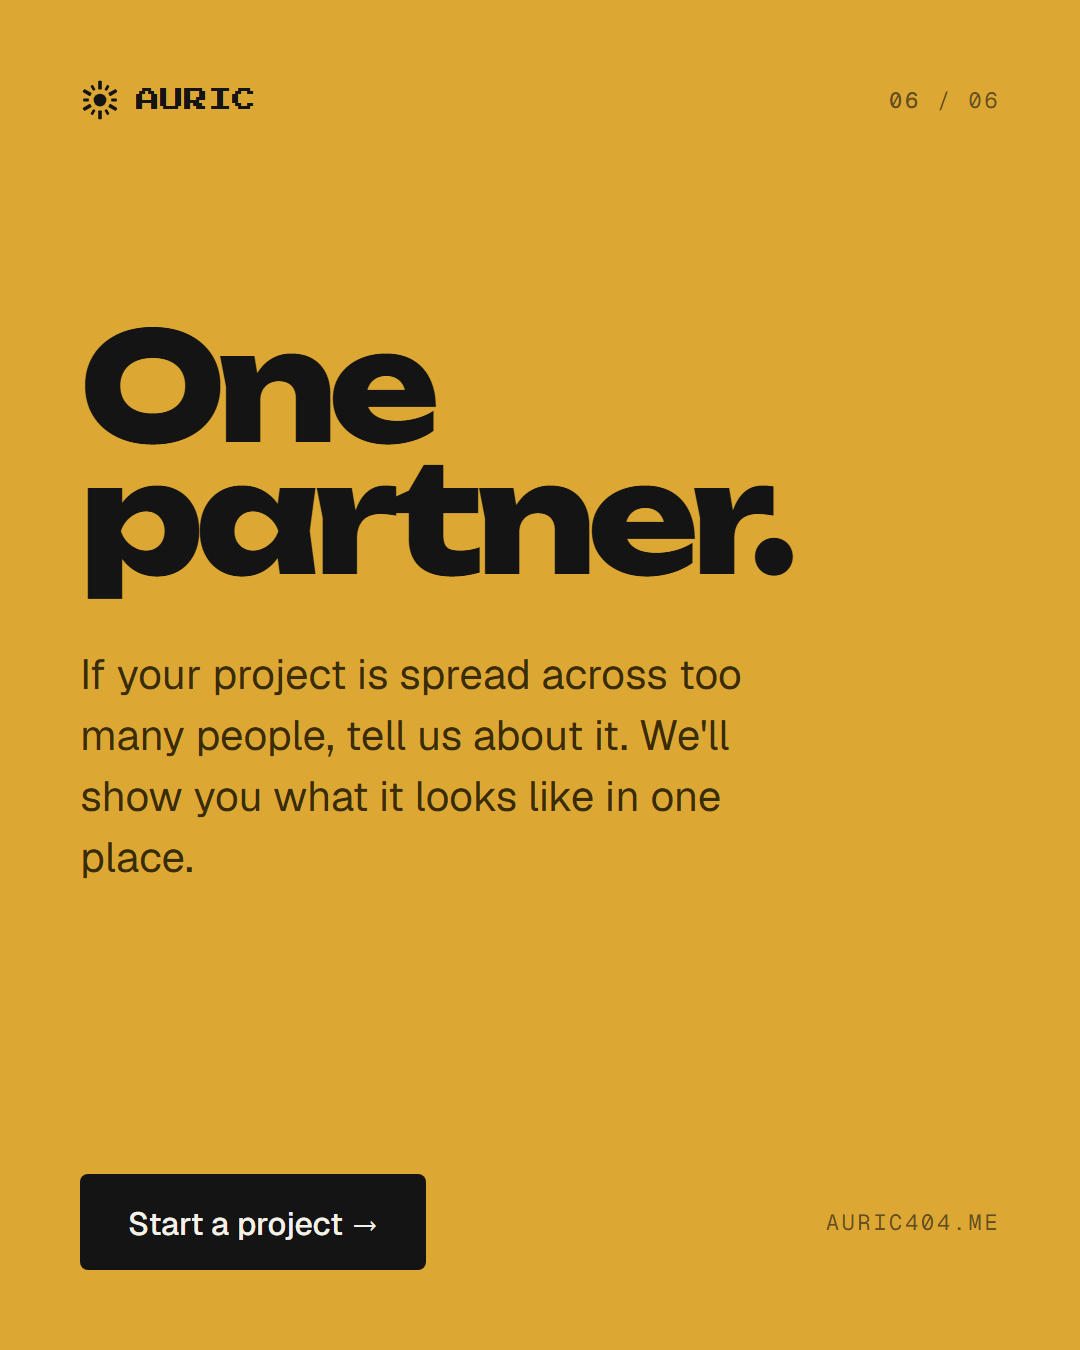 AURIC
06 / 06
One
partner.
If your project is spread across too
many people, tell us about it. We'll
show you what it looks like in one
place.
Start a project →
AURIC404.ME